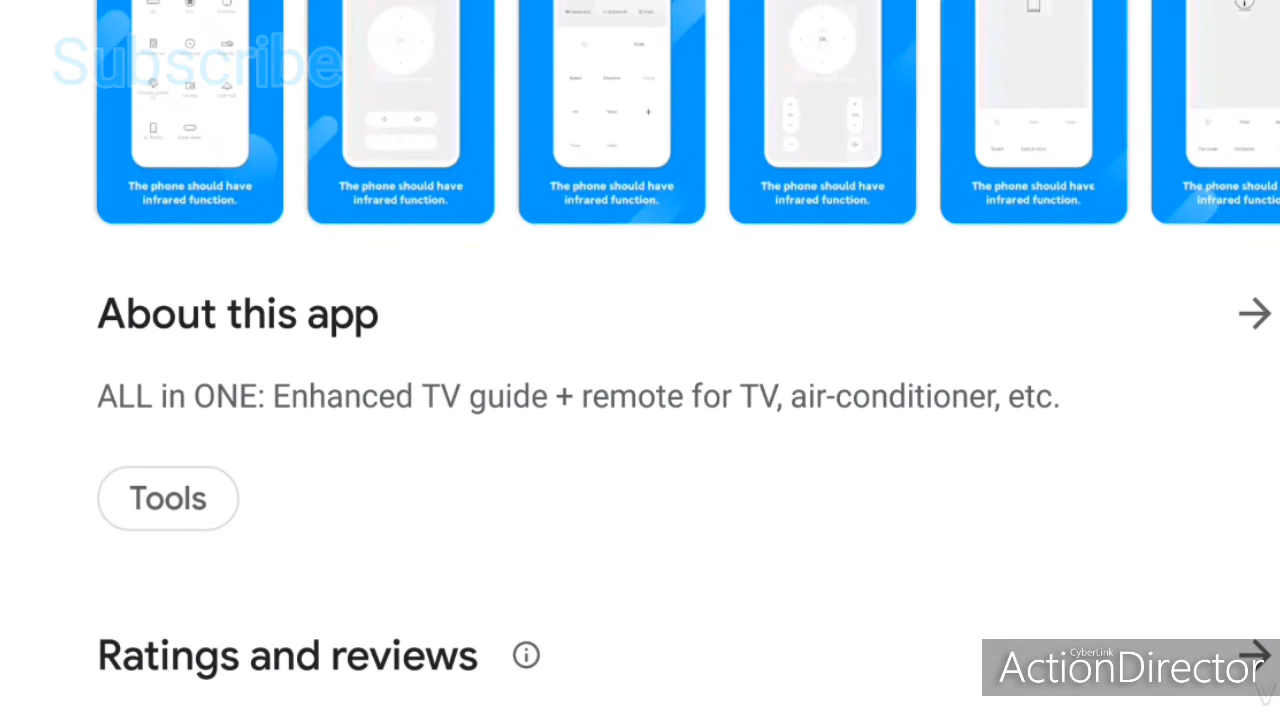 Subscribe
OK
The phone should have
infrared function.
The phone should have
infrared function.
The phone should have
infrared function.
The phone should have
infrared function.
The phone should have
infrared function.
The phone should
infrared functio
About this app
ALL in ONE: Enhanced TV guide + remote for TV, air-conditioner, etc.
Tools
Ratings and reviews
CyberLink
ActionDirector